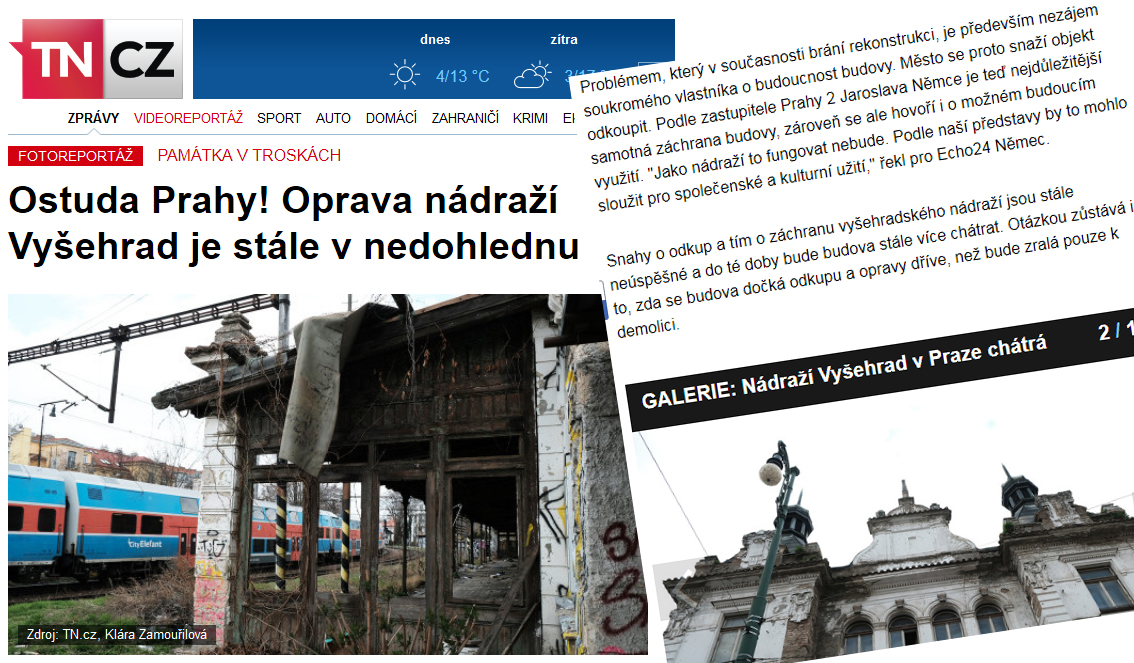 TN CZ
dnes
zítra
4/13 °C
ZPRÁVY VIDEOREPORTÁŽ SPORT AUTO DOMÁCÍ ZAHRANIČÍ KRIMI
FOTOREPORTÁŽ PAMÁTKA V TROSKÁCH
Ostuda Prahy! Oprava nádraží
Vyšehrad je stále v nedohlednu
CityElefant
Zdroj: TN.cz, Klára Zamouřilová
Problémem, který v současnosti brání rekonstrukci, je především nezájem
soukromého vlastníka o budoucnost budovy. Město se proto snaží objekt
odkoupit. Podle zastupitele Prahy 2 Jaroslava Němce je teď nejdůležitější
samotná záchrana budovy, zároveň se ale hovoří i o možném budoucím
využití. "Jako nádraží to fungovat nebude. Podle naší představy by to mohlo
sloužit pro společenské a kulturní užití," řekl pro Echo24 Němec.
Snahy o odkup a tím o záchranu vyšehradského nádraží jsou stále
neúspěšné a do té doby bude budova stále více chátrat. Otázkou zůstává i
to, zda se budova dočká odkupu a opravy dříve, než bude zralá pouze k
demolici.
GALERIE: Nádraží Vyšehrad v Praze chátrá 2 / 1